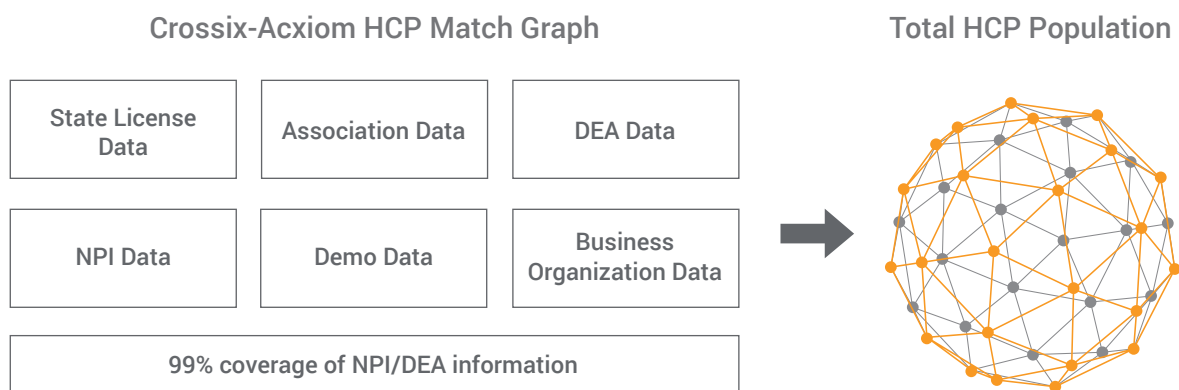 Crossix-Acxiom HCP Match Graph
Total HCP Population
State License
Data
Association Data
DEA Data
NPI Data
Demo Data
Business
Organization Data
99% coverage of NPI/DEA information